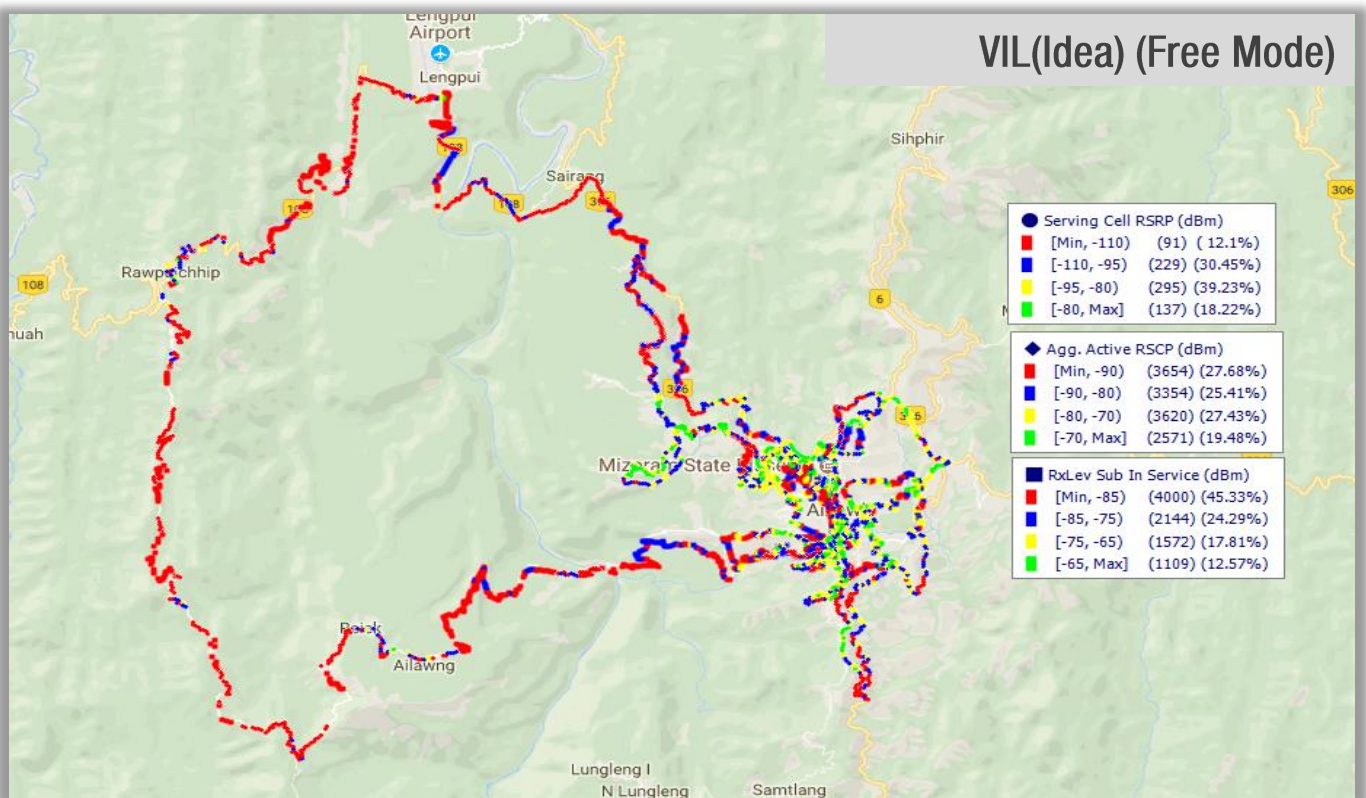 Lengpui
Airport
VIL(Idea) (Free Mode)
Lengpui
Sihphir
Sairang
306
108
Rawpuichhip
108
6
nuah
Serving Cell RSRP (dBm)
[Min, -110) (91) ( 12.1%)
[-110, -95) (229) (30.45%)
[-95, -80) (295) (39.23%)
[-80, Max] (137) (18.22%)
Agg. Active RSCP (dBm)
[Min, -90) (3654) (27.68%)
[-90, -80) (3354) (25.41%)
[-80, -70) (3620) (27.43%)
[-70, Max] (2571) (19.48%)
Mizoram State
RxLev Sub In Service (dBm)
[Min, -85) (4000) (45.33%)
[-85, -75) (2144) (24.29%)
[-75, -65) (1572) (17.81%)
[-65, Max] (1109) (12.57%)
Aizawl
Reiek
Ailawng
Lungleng I
N Lungleng
Samtlang